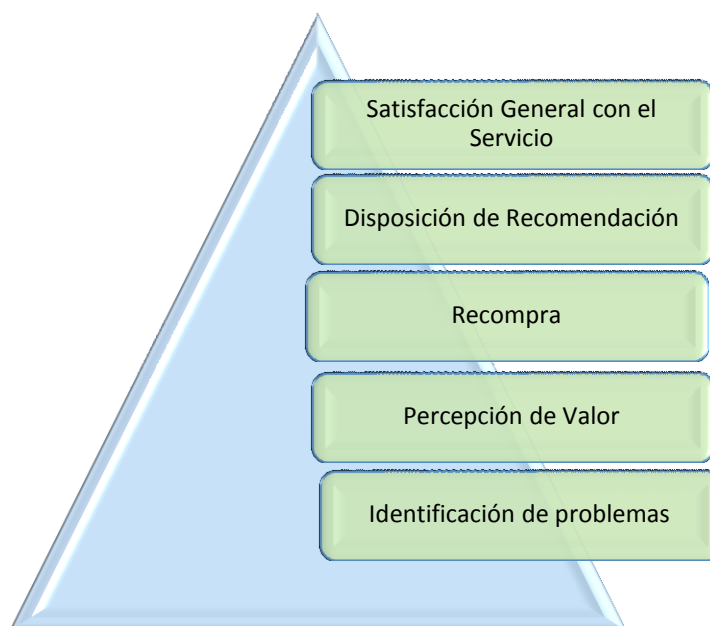 Satisfacción General con el
Servicio
Disposición de Recomendación
Recompra
Percepción de Valor
Identificación de problemas